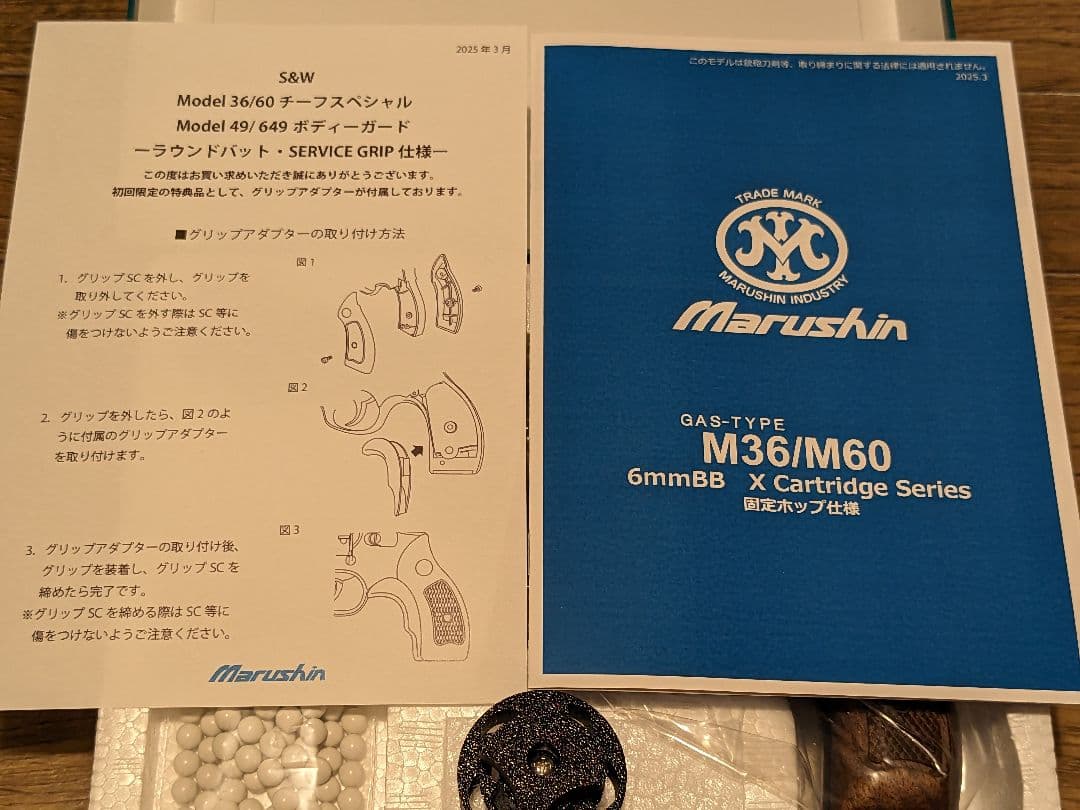 2025年3月
S&W
Model 36/60 チーフスペシャル
Model 49/ 649 ボディーガード
ーラウンドバット・SERVICE GRIP 仕様ー
この度はお買い求めいただき誠にありがとうございます。
初回限定の特典品として、グリップアダプターが付属しております。
■グリップアダプターの取り付け方法
図1
1. グリップSCを外し、グリップを
取り外してください。
※グリップSCを外す際はSC等に
傷をつけないようご注意ください。
図2
2. グリップを外したら、図2のよ
うに付属のグリップアダプター
を取り付けます。
図3
3. グリップアダプターの取り付け後、
グリップを装着し、グリップSCを
締めたら完了です。
※グリップSCを締める際はSC等に
傷をつけないようご注意ください。
Marushin
このモデルは銃砲刀剣等、取り締まりに関する法律には適用されません。
2025.3
TRADE MARK
M
MARUSHIN INDUSTRY
Marushin
GAS-TYPE
M36/M60
6mmBB X Cartridge Series
固定ホップ仕様